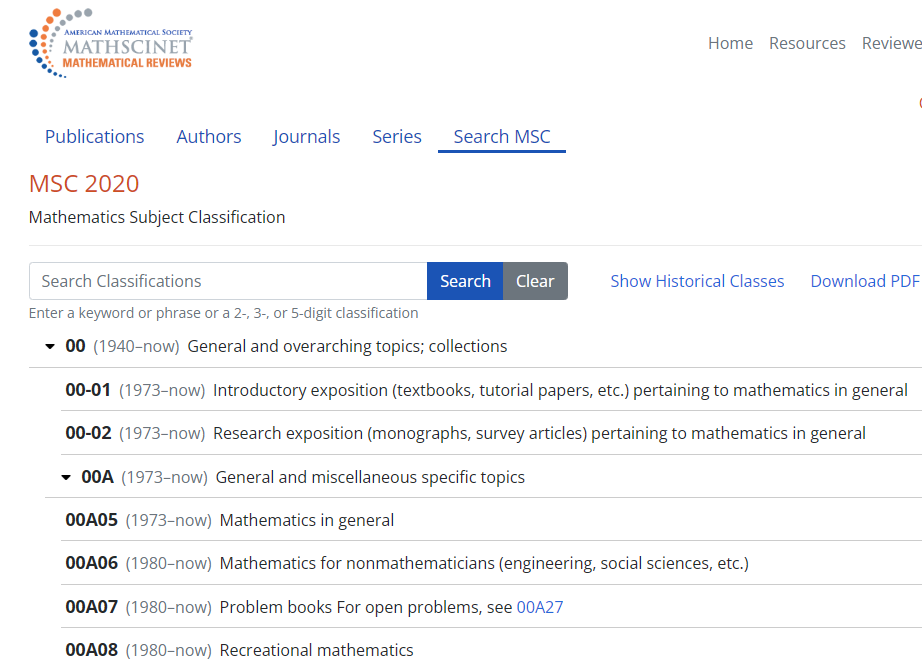 AMERICAN MATHEMATICAL SOCIETY
MATHSCINET
MATHEMATICAL REVIEWS
Home Resources Reviewe
Publications Authors Journals Series Search MSC
MSC 2020
Mathematics Subject Classification
Search Classifications Search Clear Show Historical Classes Download PDF
Enter a keyword or phrase or a 2-, 3-, or 5-digit classification
00 (1940–now) General and overarching topics; collections
00-01 (1973–now) Introductory exposition (textbooks, tutorial papers, etc.) pertaining to mathematics in general
00-02 (1973–now) Research exposition (monographs, survey articles) pertaining to mathematics in general
00A (1973–now) General and miscellaneous specific topics
00A05 (1973–now) Mathematics in general
00A06 (1980–now) Mathematics for nonmathematicians (engineering, social sciences, etc.)
00A07 (1980–now) Problem books For open problems, see 00A27
00A08 (1980–now) Recreational mathematics